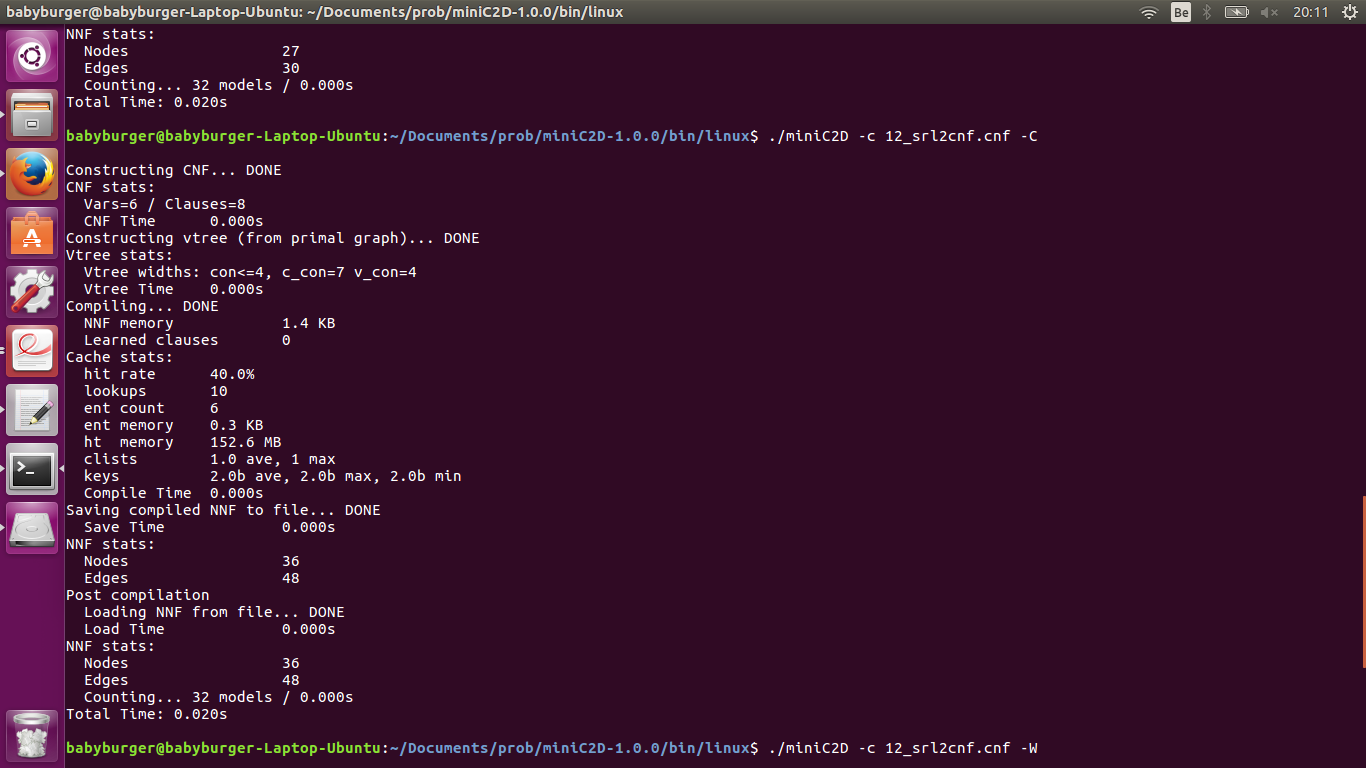 babyburger@babyburger-Laptop-Ubuntu: ~/Documents/prob/miniC2D-1.0.0/bin/linux
Be
20:11
NNF stats:
Nodes 27
Edges 30
Counting... 32 models / 0.000s
Total Time: 0.020s
babyburger@babyburger-Laptop-Ubuntu:~/Documents/prob/miniC2D-1.0.0/bin/linux$ ./miniC2D -c 12_srl2cnf.cnf -C
Constructing CNF... DONE
CNF stats:
Vars=6 / Clauses=8
CNF Time 0.000s
Constructing vtree (from primal graph)... DONE
Vtree stats:
Vtree widths: con<=4, c_con=7 v_con=4
Vtree Time 0.000s
Compiling... DONE
NNF memory 1.4 KB
Learned clauses 0
Cache stats:
hit rate 40.0%
lookups 10
ent count 6
ent memory 0.3 KB
ht  memory 152.6 MB
clists 1.0 ave, 1 max
keys 2.0b ave, 2.0b max, 2.0b min
Compile Time 0.000s
Saving compiled NNF to file... DONE
Save Time 0.000s
NNF stats:
Nodes 36
Edges 48
Post compilation
Loading NNF from file... DONE
Load Time 0.000s
NNF stats:
Nodes 36
Edges 48
Counting... 32 models / 0.000s
Total Time: 0.020s
babyburger@babyburger-Laptop-Ubuntu:~/Documents/prob/miniC2D-1.0.0/bin/linux$ ./miniC2D -c 12_srl2cnf.cnf -W